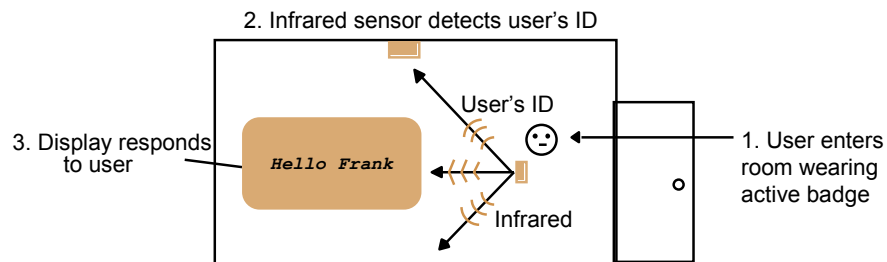 2. Infrared sensor detects user's ID
User's ID
3. Display responds
to user
Hello Frank
1. User enters
room wearing
active badge
Infrared